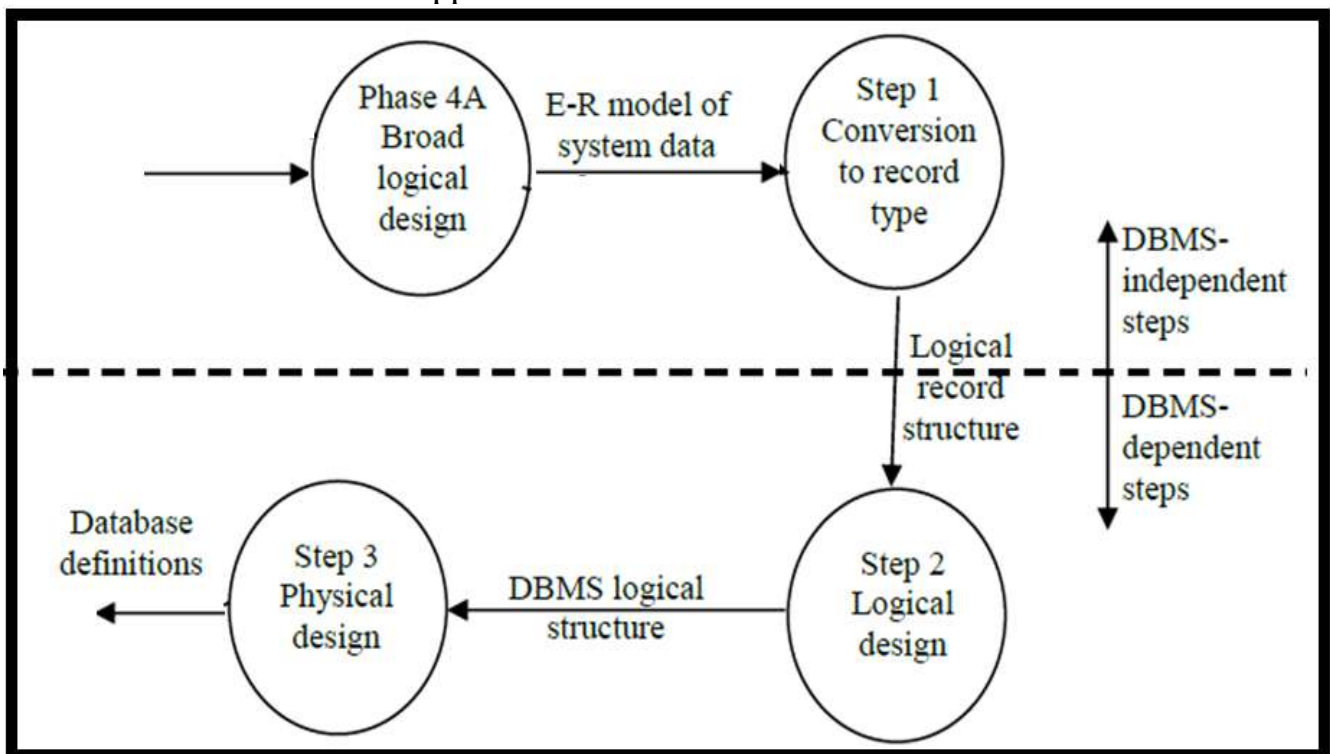 Phase 4A
Broad
logical
design
E-R model of
system data
Step 1
Conversion
to record
type
DBMS-
independent
steps
Logical
record
structure
DBMS-
dependent
steps
Database
definitions
Step 3
Physical
design
DBMS logical
structure
Step 2
Logical
design